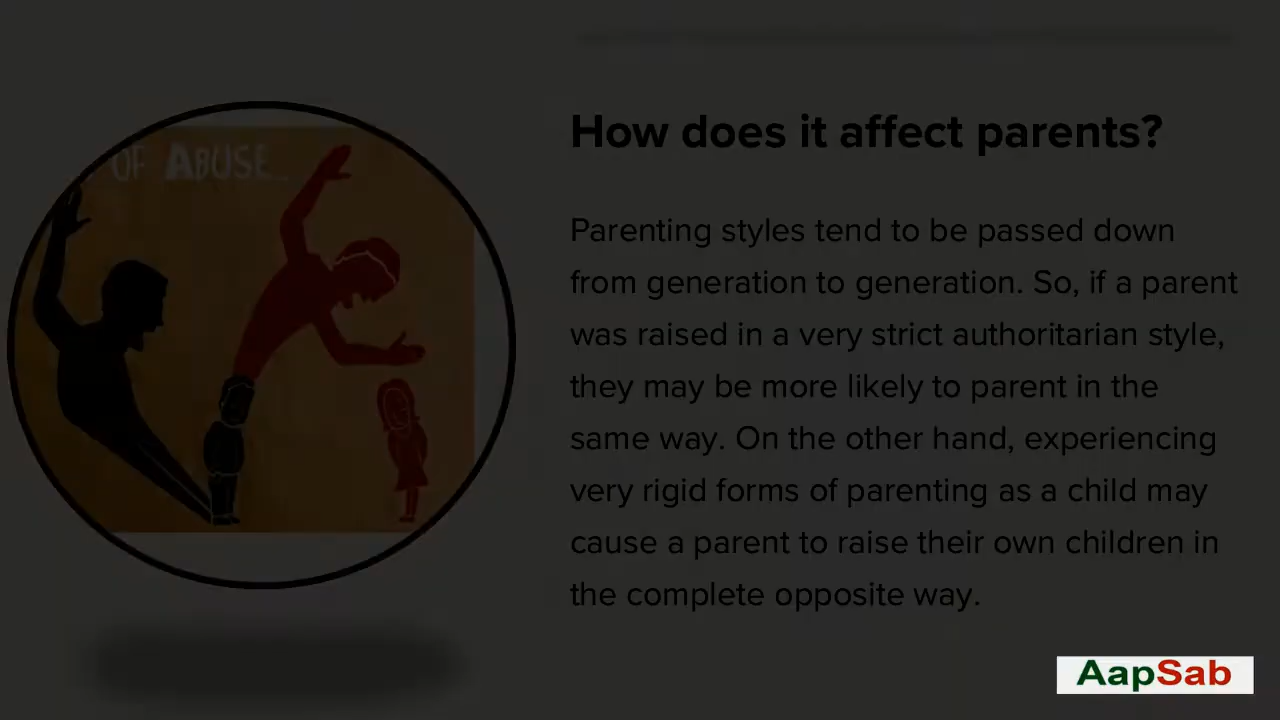 OF ABUSE...
How does it affect parents?
Parenting styles tend to be passed down
from generation to generation. So, if a parent
was raised in a very strict authoritarian style,
they may be more likely to parent in the
same way. On the other hand, experiencing
very rigid forms of parenting as a child may
cause a parent to raise their own children in
the complete opposite way.
AapSab